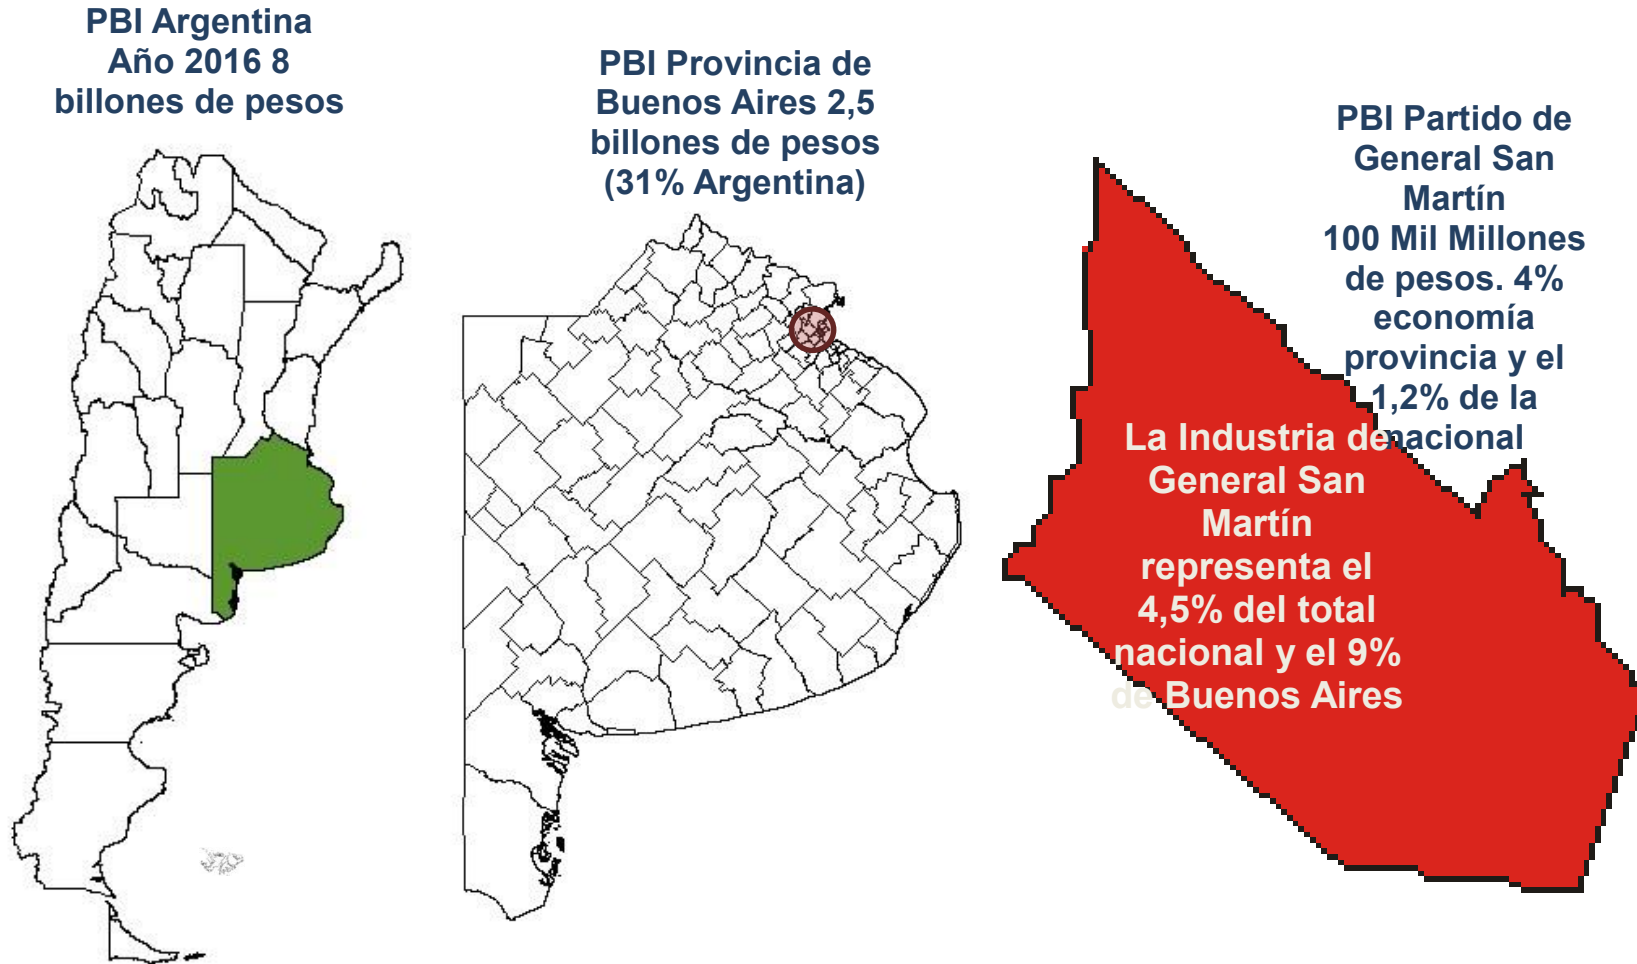 PBI Argentina
Año 2016 8
billones de pesos
PBI Provincia de
Buenos Aires 2,5
billones de pesos
(31% Argentina)
PBI Partido de
General San
Martín
100 Mil Millones
de pesos. 4%
economía
provincia y el
1,2% de la
nacional
La Industria de
General San
Martín
representa el
4,5% del total
nacional y el 9%
de Buenos Aires